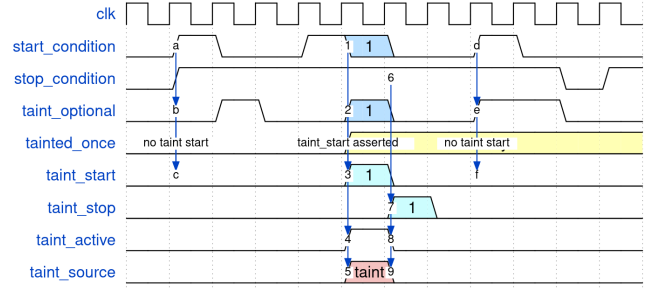 clk
start_condition a 1 1 d
stop_condition 6
taint_optional b 2 1 e
tainted_once no taint start taint_start asserted no taint start
taint_start c 3 1 f
taint_stop 7 1
taint_active 4 8
taint_source 5 taint 9